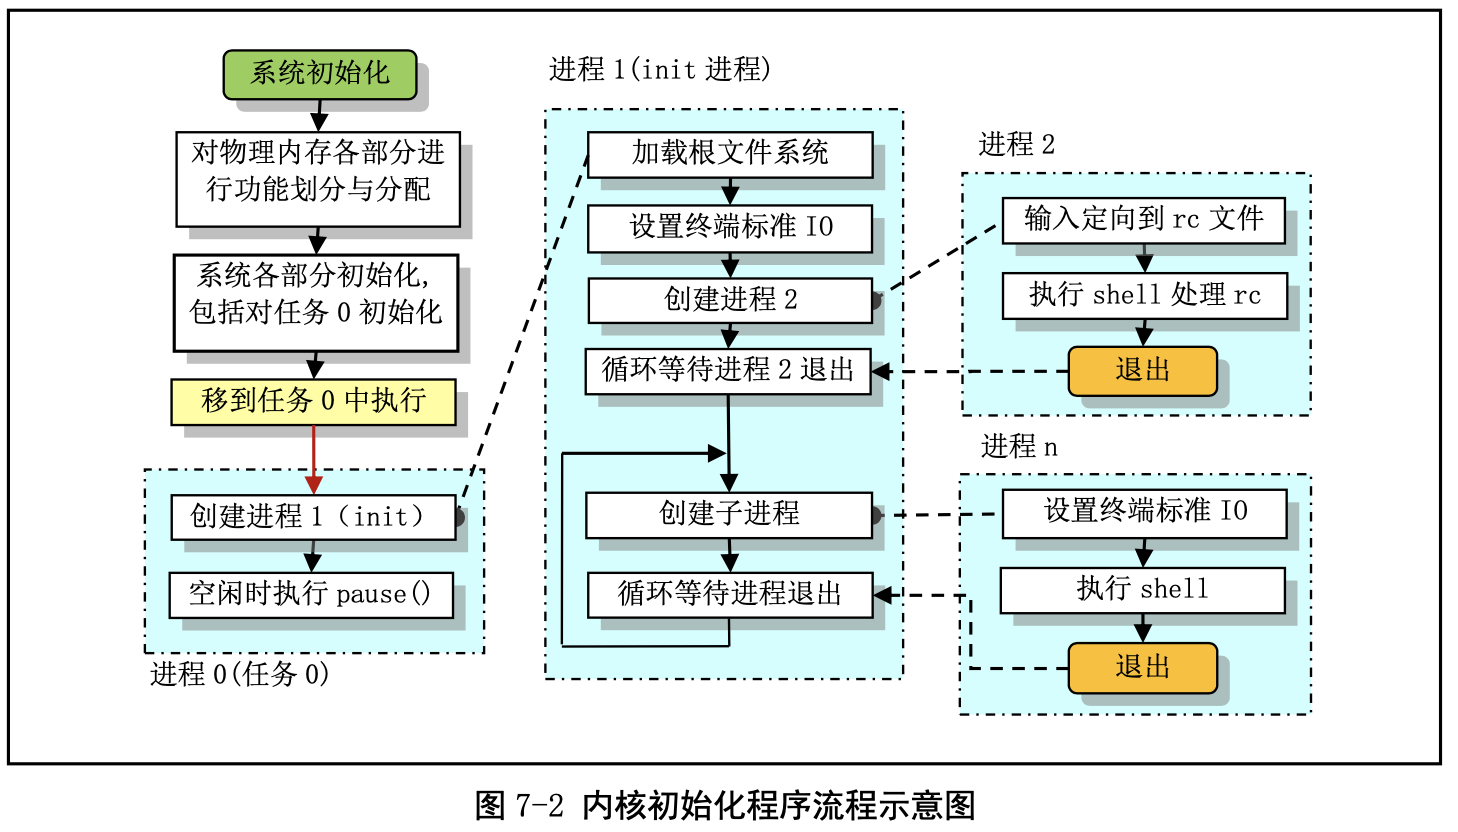 系统初始化
对物理内存各部分进
行功能划分与分配
系统各部分初始化,
包括对任务 0 初始化
移到任务 0 中执行
创建进程 1（init）
空闲时执行 pause()
进程 0(任务 0)
进程 1(init 进程)
加载根文件系统
设置终端标准 IO
创建进程 2
循环等待进程 2 退出
创建子进程
循环等待进程退出
进程 2
输入定向到 rc 文件
执行 shell 处理 rc
退出
进程 n
设置终端标准 IO
执行 shell
退出
图 7-2 内核初始化程序流程示意图